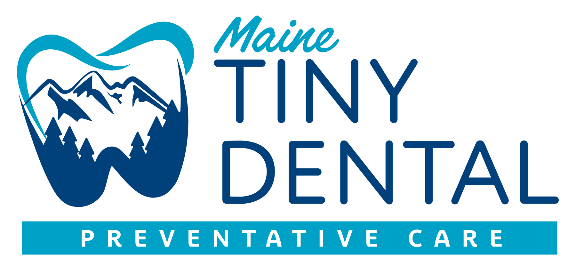 Maine
TINY
DENTAL
PREVENTATIVE CARE